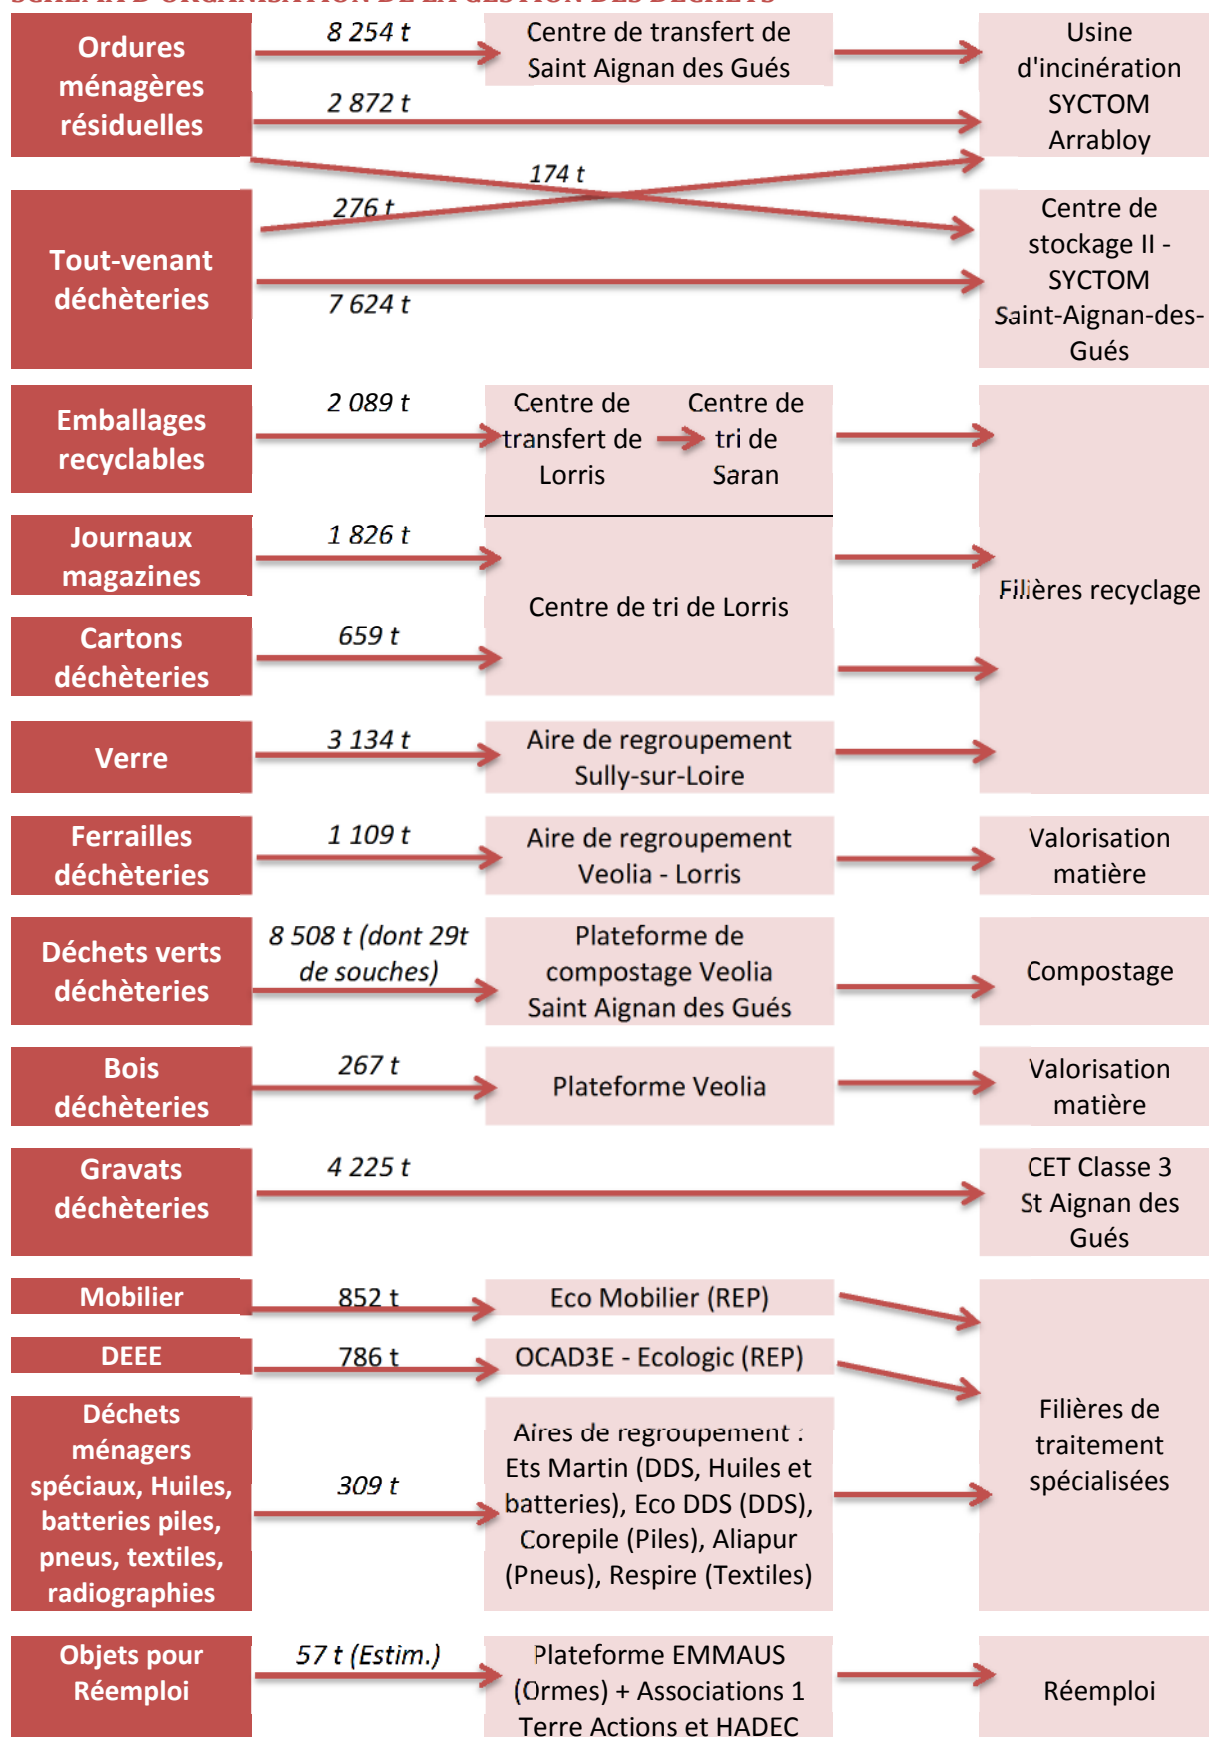 SCHEMA D'ORGANISATION DE LA GESTION DES DECHETS
Ordures
ménagères
résiduelles
8 254 t
Centre de transfert de
Saint Aignan des Gués
2 872 t
174 t
Usine
d'incinération
SYCTOM
Arrabloy
Tout-venant
déchèteries
276 t
7 624 t
Centre de
stockage II -
SYCTOM
Saint-Aignan-des-
Gués
Emballages
recyclables
2 089 t
Centre de
transfert de
Lorris
Centre de
tri de
Saran
Journaux
magazines
1 826 t
Centre de tri de Lorris
Filières recyclage
Cartons
déchèteries
659 t
Verre
3 134 t
Aire de regroupement
Sully-sur-Loire
Ferrailles
déchèteries
1 109 t
Aire de regroupement
Veolia - Lorris
Valorisation
matière
Déchets verts
déchèteries
8 508 t (dont 29t
de souches)
Plateforme de
compostage Veolia
Saint Aignan des Gués
Compostage
Bois
déchèteries
267 t
Plateforme Veolia
Valorisation
matière
Gravats
déchèteries
4 225 t
CET Classe 3
St Aignan des
Gués
Mobilier
852 t
Eco Mobilier (REP)
DEEE
786 t
OCAD3E - Ecologic (REP)
Déchets
ménagers
spéciaux, Huiles,
batteries piles,
pneus, textiles,
radiographies
309 t
Aires de regroupement :
Ets Martin (DDS, Huiles et
batteries), Eco DDS (DDS),
Corepile (Piles), Aliapur
(Pneus), Respire (Textiles)
Filières de
traitement
spécialisées
Objets pour
Réemploi
57 t (Estim.)
Plateforme EMMAUS
(Ormes) + Associations 1
Terre Actions et HADEC
Réemploi